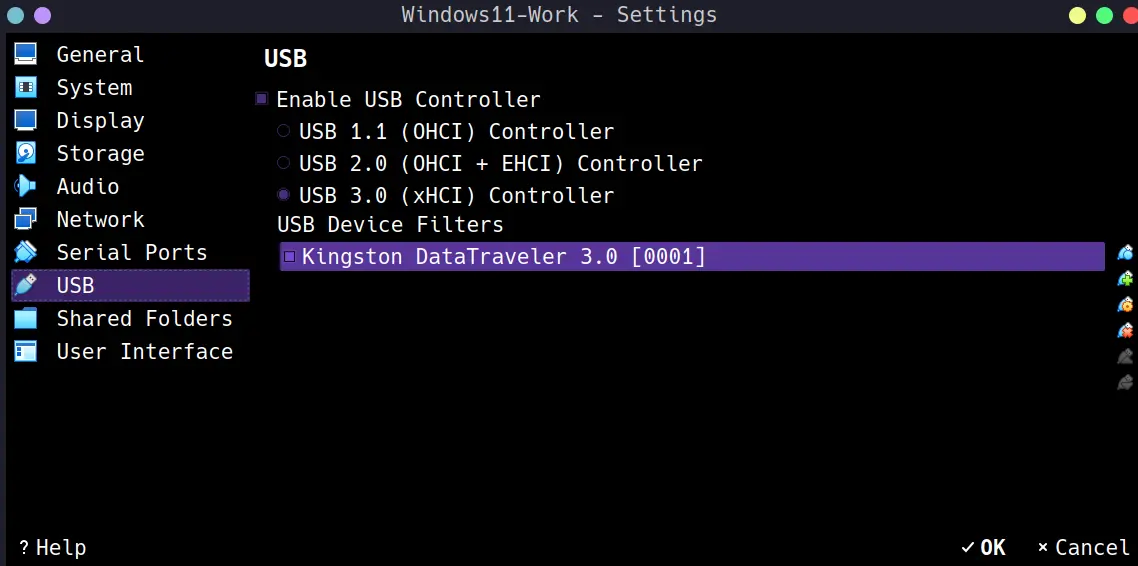 Windows11-Work - Settings
General
System
Display
Storage
Audio
Network
Serial Ports
USB
Shared Folders
User Interface
USB
Enable USB Controller
USB 1.1 (OHCI) Controller
USB 2.0 (OHCI + EHCI) Controller
USB 3.0 (xHCI) Controller
USB Device Filters
Kingston DataTraveler 3.0 [0001]
? Help
OK
Cancel